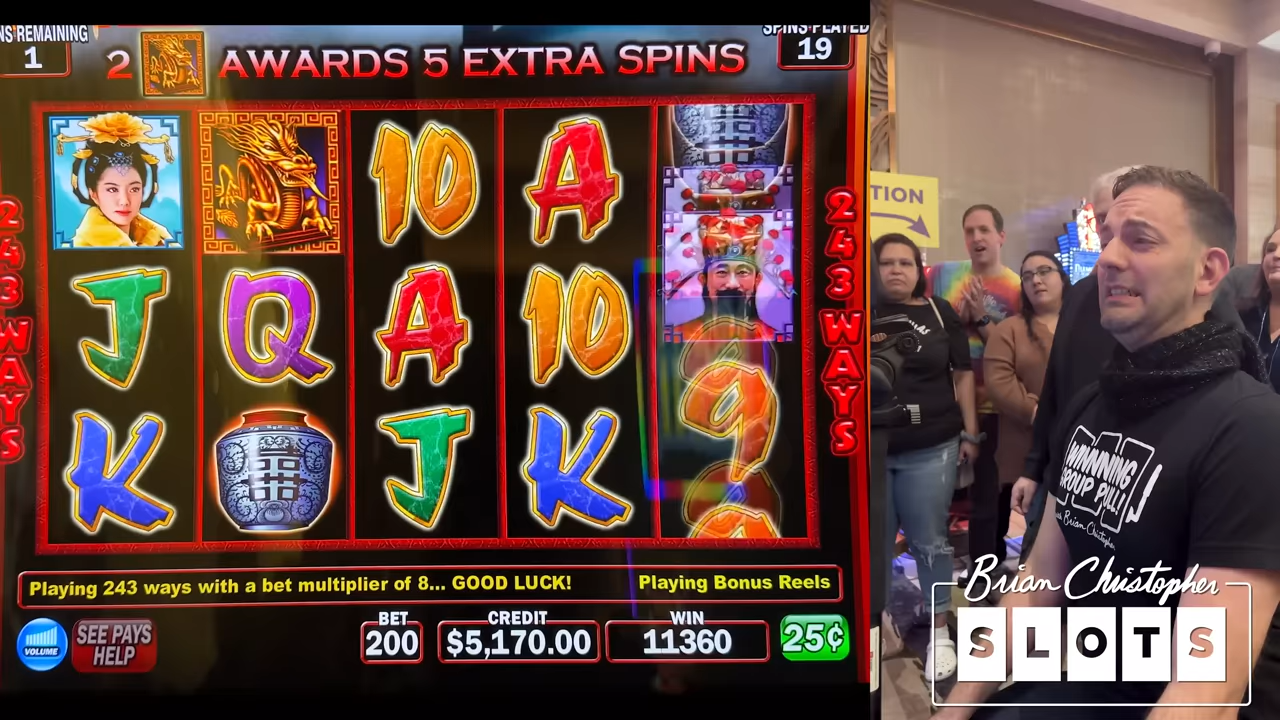 NS REMAINING
1
2 AWARDS 5 EXTRA SPINS
SPINS PLAYED
19
243 WAYS
243 WAYS
10 A
J Q A 10 9
K J K 9
Playing 243 ways with a bet multiplier of 8... GOOD LUCK!
Playing Bonus Reels
VOLUME
SEE PAYS
HELP
BET
200
CREDIT
$5,170.00
WIN
11360
25¢
TION
WINNNING
GROUP PULL!
Brian Christopher
Brian Christopher
SLOTS